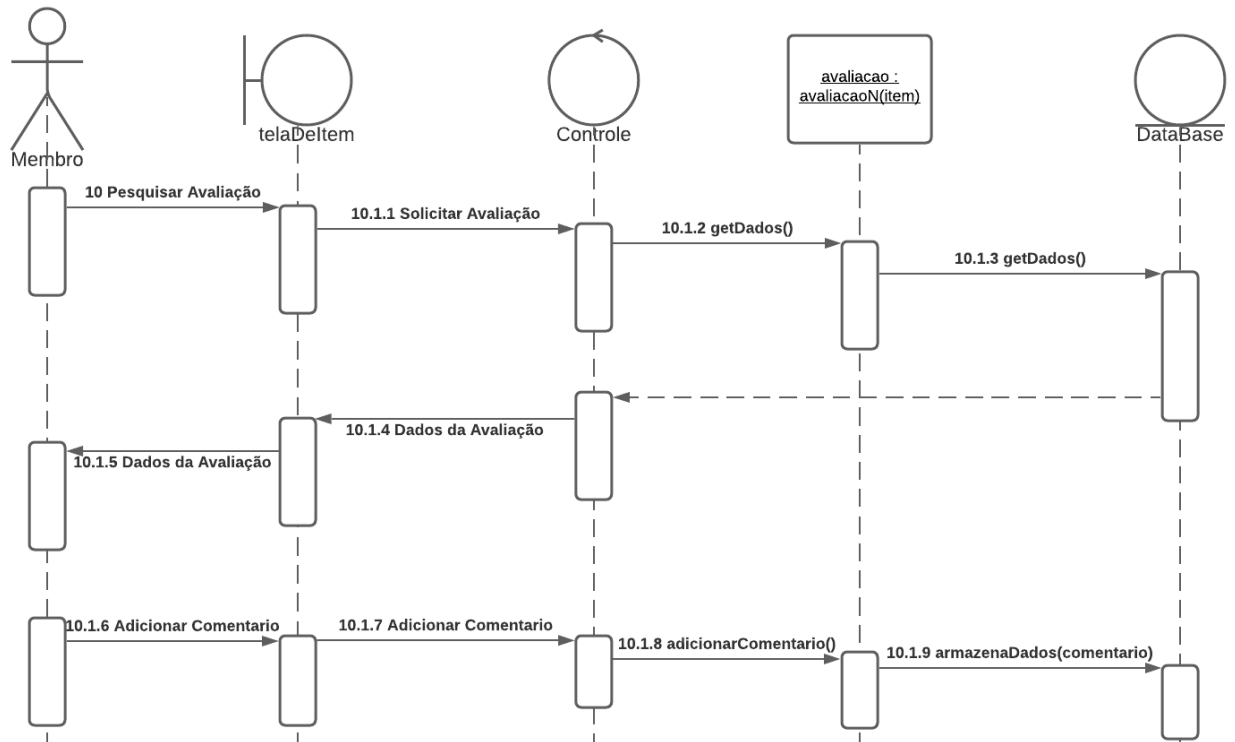 avaliacao :
avaliacaoN(item)
telaDeItem
Controle
DataBase
Membro
10 Pesquisar Avaliação
10.1.1 Solicitar Avaliação
10.1.2 getDados()
10.1.3 getDados()
10.1.4 Dados da Avaliação
10.1.5 Dados da Avaliação
10.1.6 Adicionar Comentario
10.1.7 Adicionar Comentario
10.1.8 adicionarComentario()
10.1.9 armazenaDados(comentario)